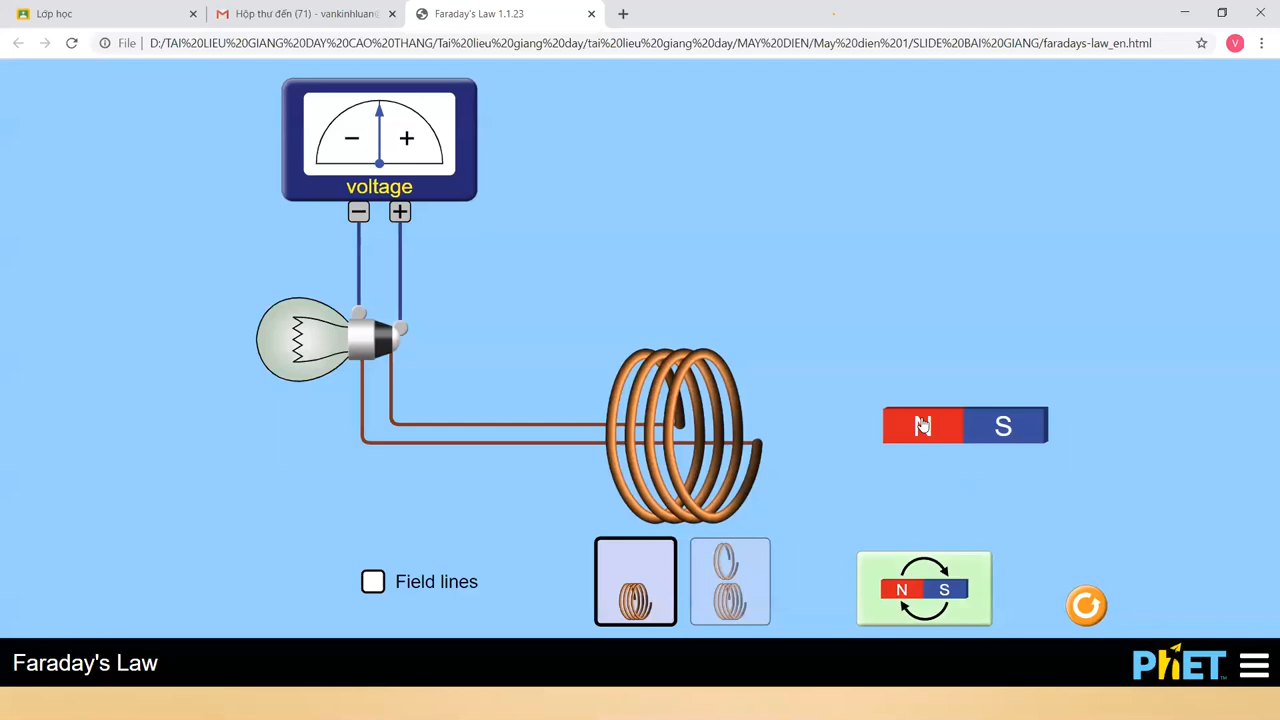 Lớp học
Hộp thư đến (71) - vankinhluan@
Faraday's Law 1.1.23
File
D:/TAI%20LIEU%20GIANG%20DAY%20CAO%20THANG/Tai%20lieu%20giang%20day/tai%20lieu%20giang%20day/MAY%20DIEN/May%20dien%201/SLIDE%20BAI%20GIANG/faradays-law_en.html
V
− +
voltage
− +
N S
Field lines
N S
Faraday's Law
PhET